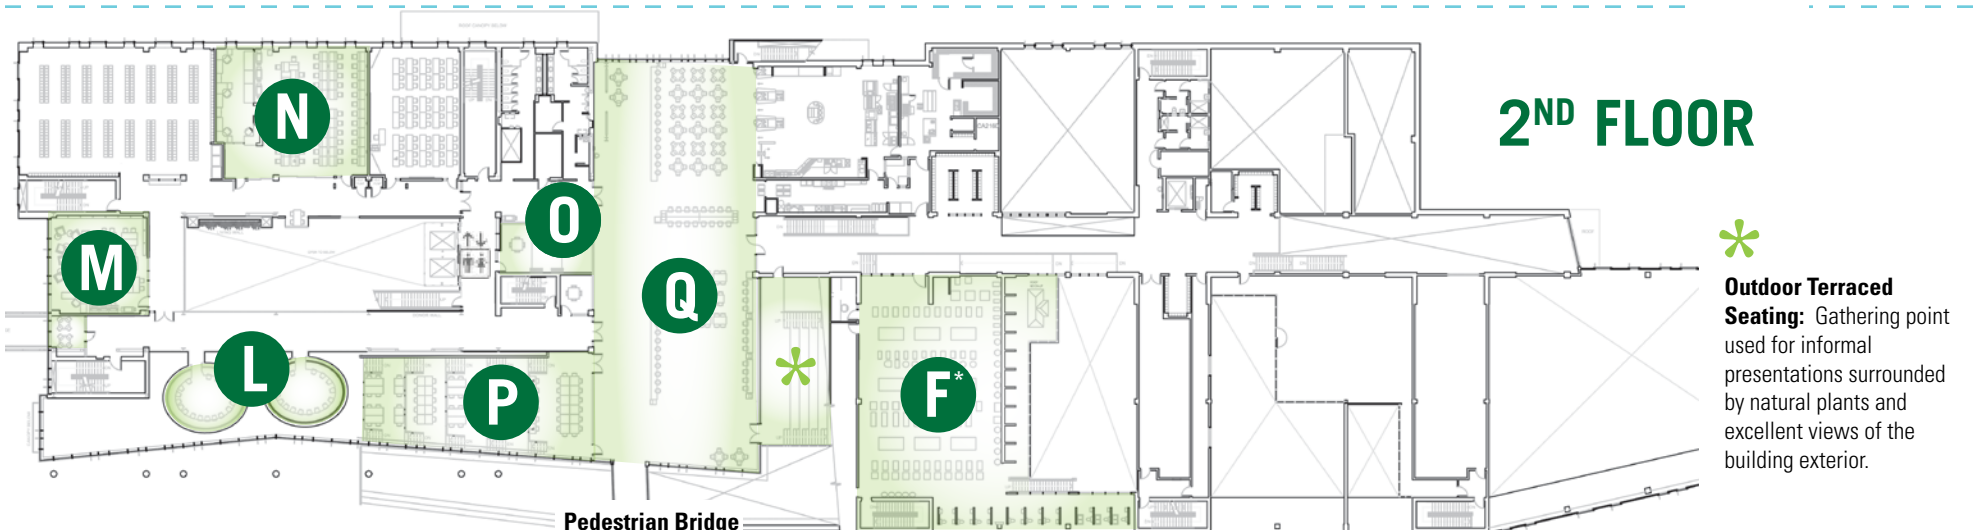 2ND FLOOR
N
O
M
Q
L
P
*
F*
*
Outdoor Terraced
Seating: Gathering point
used for informal
presentations surrounded
by natural plants and
excellent views of the
building exterior.
Pedestrian Bridge